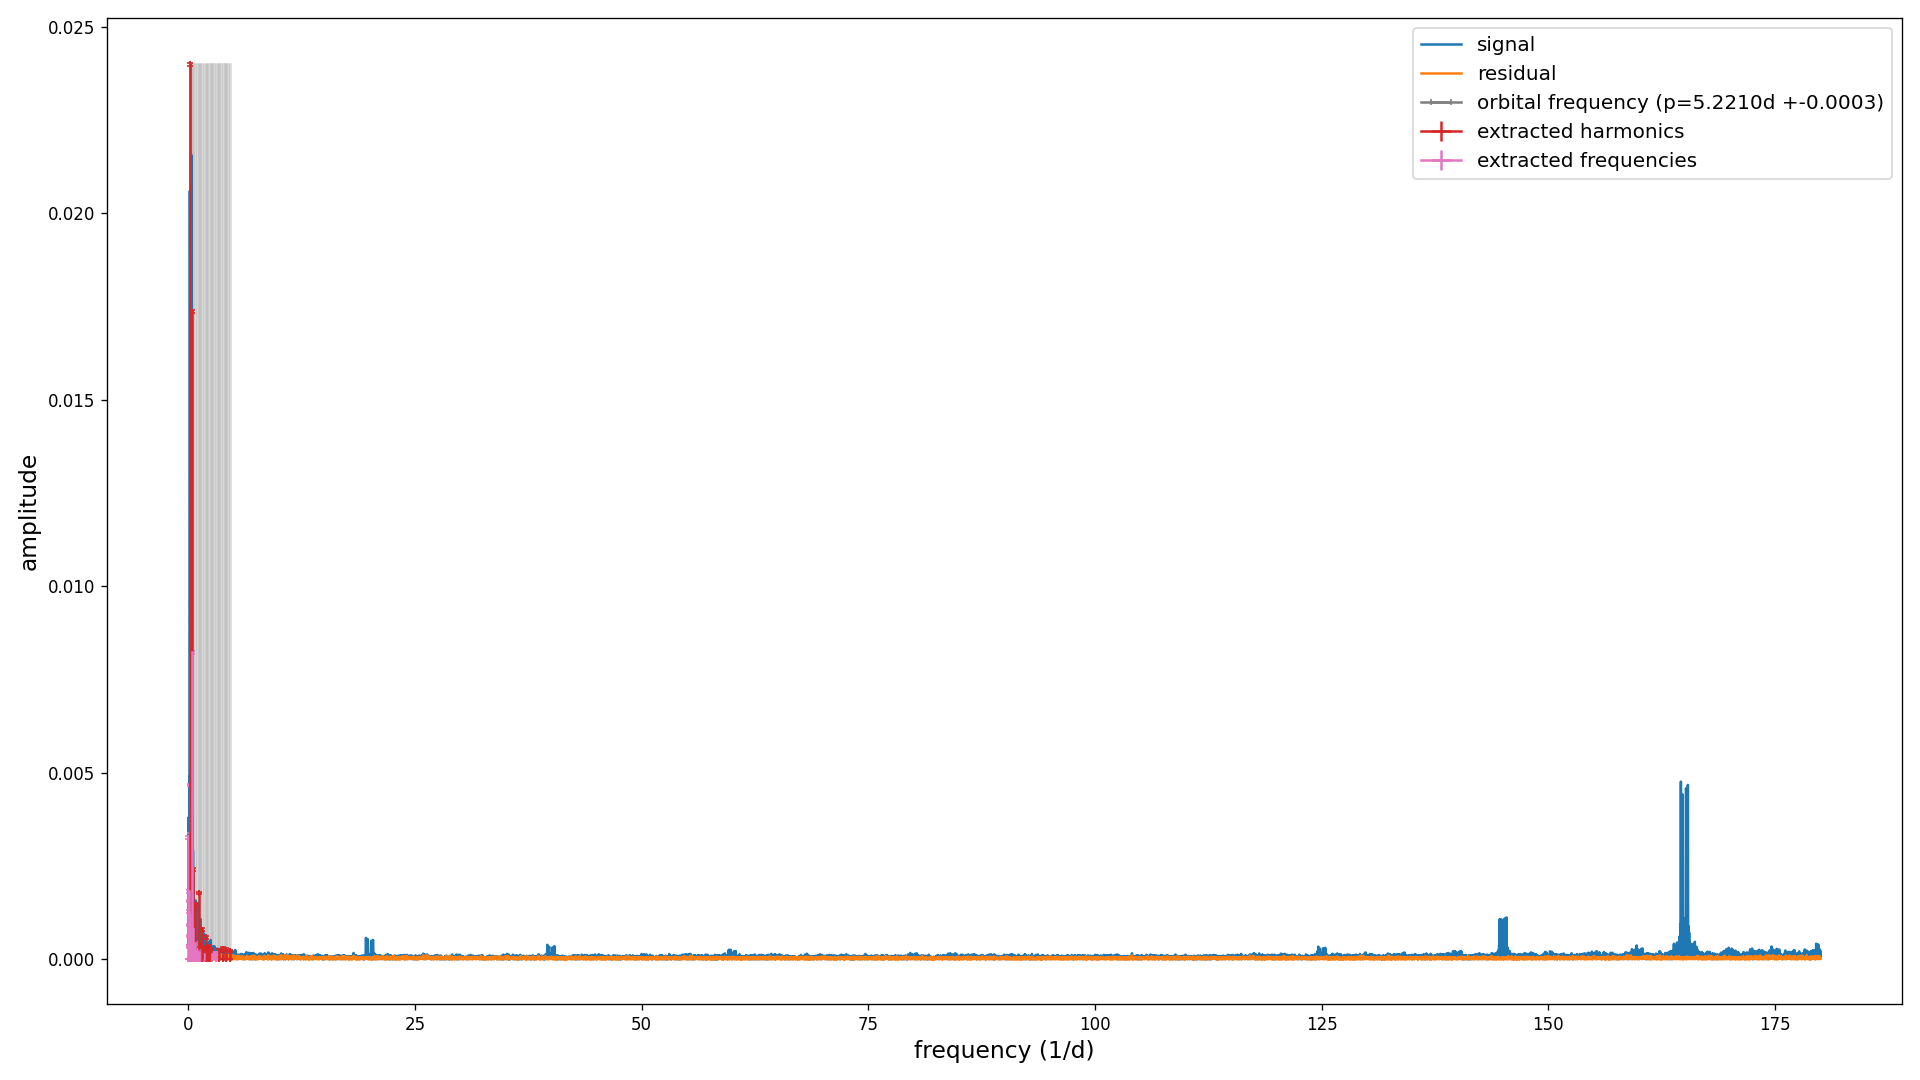 0.025
0.020
0.015
0.010
0.005
0.000
amplitude
0
25
50
75
100
125
150
175
frequency (1/d)
signal
residual
orbital frequency (p=5.2210d +-0.0003)
extracted harmonics
extracted frequencies